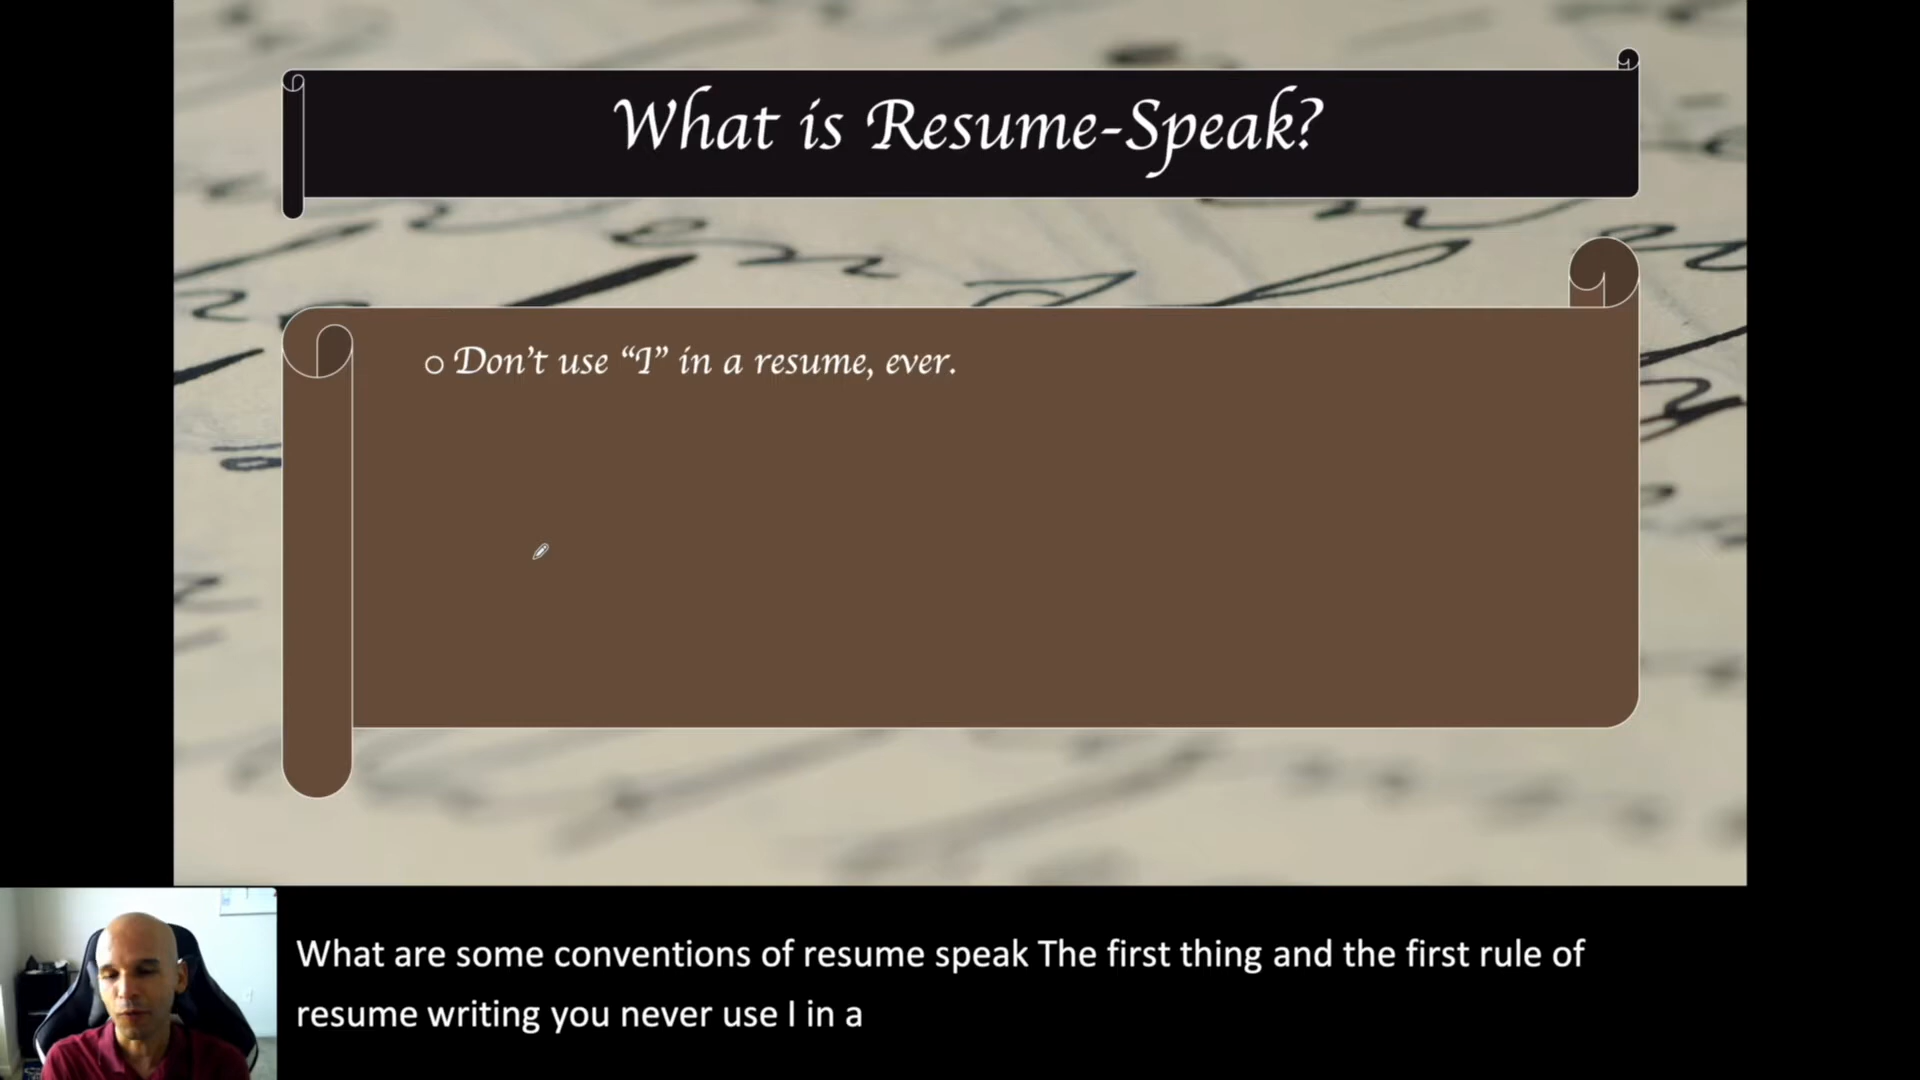 What is Resume-Speak?
Don't use “I” in a resume, ever.
What are some conventions of resume speak The first thing and the first rule of
resume writing you never use I in a